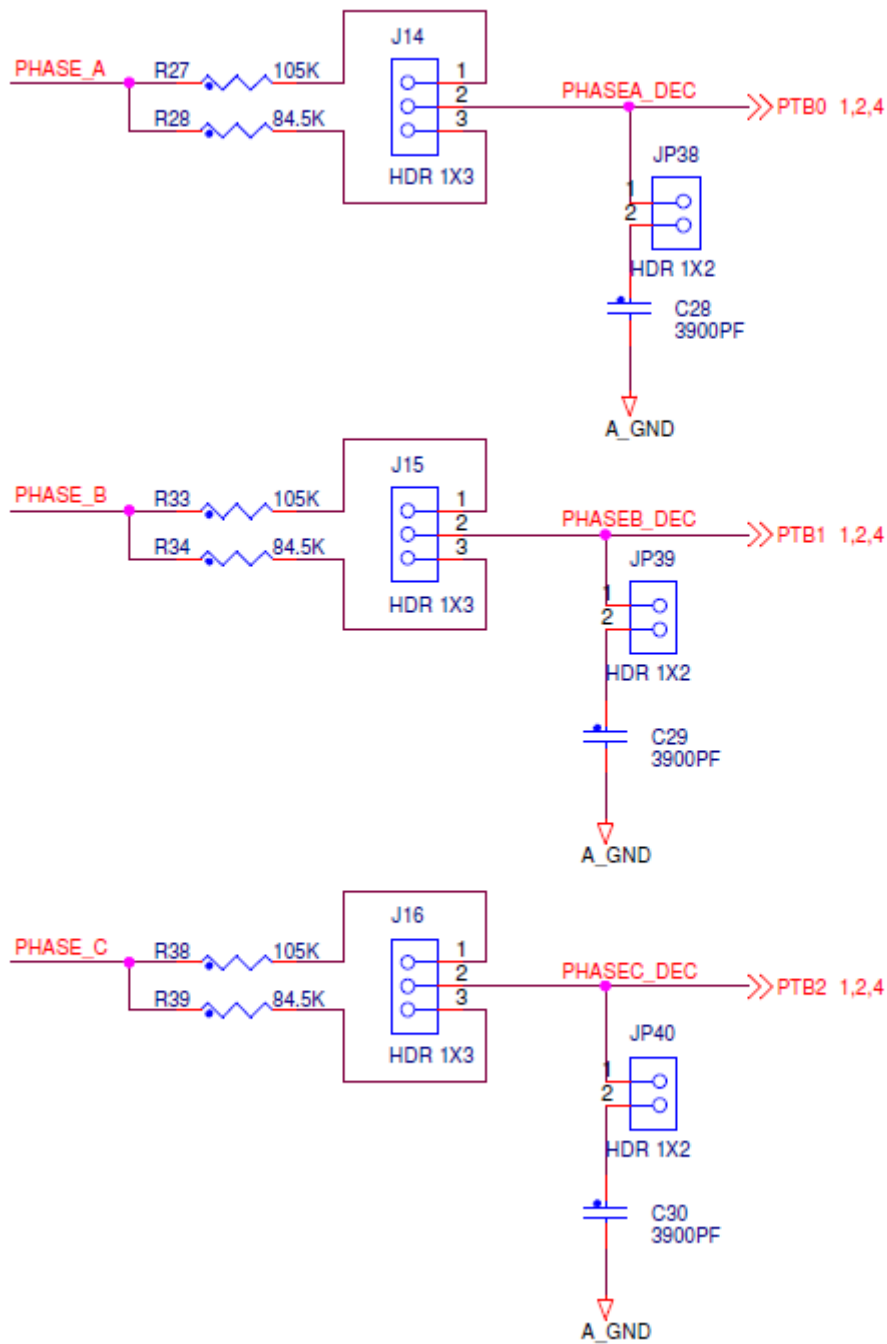 J14
PHASE_A R27 105K 1
2 PHASEA_DEC PTB0 1,2,4
R28 84.5K 3
HDR 1X3
JP38
1
2
HDR 1X2
C28
3900PF
A_GND
J15
PHASE_B R33 105K 1
2 PHASEB_DEC PTB1 1,2,4
R34 84.5K 3
HDR 1X3
JP39
1
2
HDR 1X2
C29
3900PF
A_GND
J16
PHASE_C R38 105K 1
2 PHASEC_DEC PTB2 1,2,4
R39 84.5K 3
HDR 1X3
JP40
1
2
HDR 1X2
C30
3900PF
A_GND